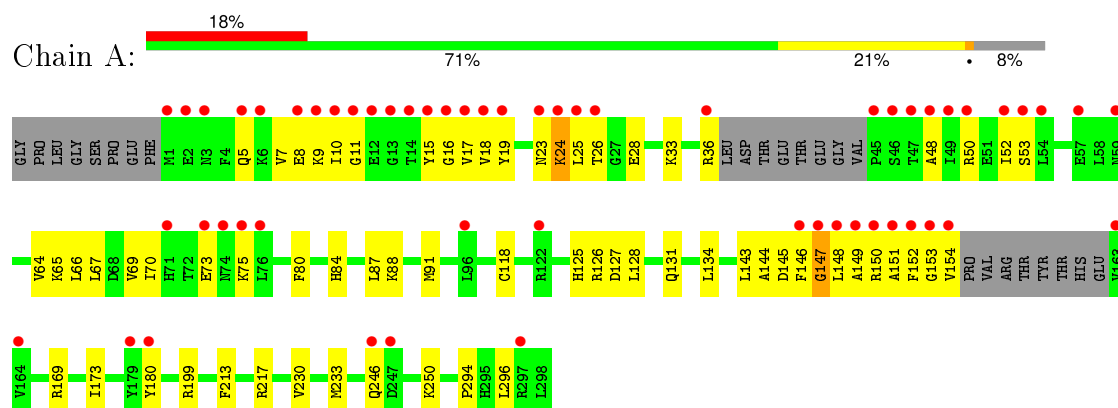 18%
Chain A:
71% 21% • 8%
GLY PRO LEU GLY SER PRO GLU PHE M1 E2 N3 F4 Q5 K6 V7 E8 K9 I10 G11 E12 G13 T14 Y15 G16 V17 V18 Y19 N23 K24 L25 T26 G27 E28 K33 R36 LEU ASP THR GLU THR GLU GLY VAL P45 S46 T47 A48 I49 R50 E51 I52 S53 L54 E57 L58 N59
V64 K65 L66 L67 D68 V69 I70 H71 T72 E73 N74 K75 L76 F80 H84 L87 K88 M91 L96 C118 R122 H125 R126 D127 L128 Q131 L134 L143 A144 D145 F146 G147 L148 A149 R150 A151 F152 G153 V154 PRO VAL ARG THR TYR THR HIS GLU V163
V164 R169 I173 Y179 Y180 R199 F213 R217 V230 M233 Q246 D247 K250 P294 H295 L296 R297 L298